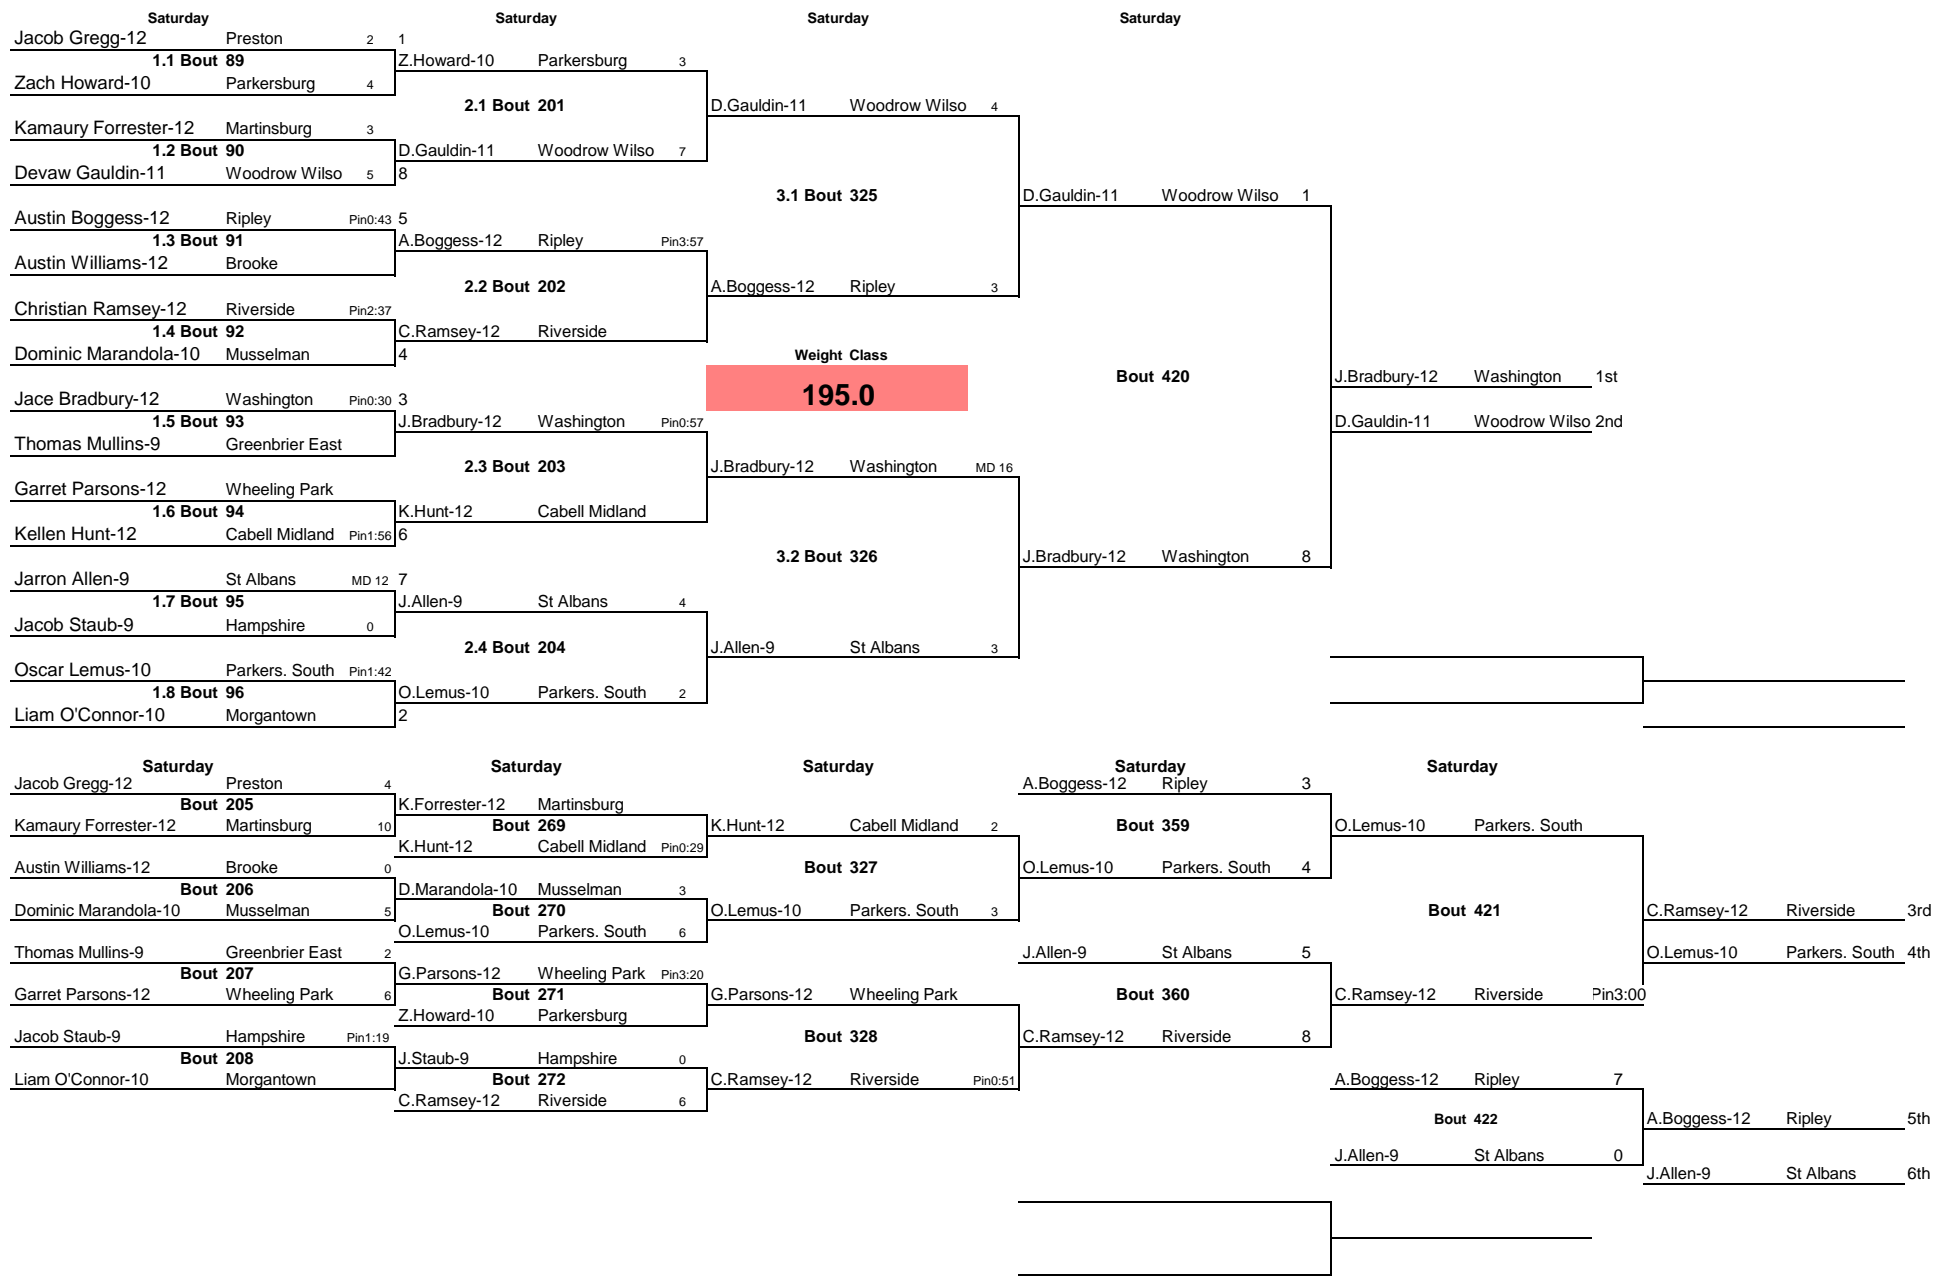 Saturday Saturday Saturday Saturday
Jacob Gregg-12 Preston 2 1
1.1 Bout 89 Z.Howard-10 Parkersburg 3
Zach Howard-10 Parkersburg 4
2.1 Bout 201 D.Gauldin-11 Woodrow Wilso 4
Kamaury Forrester-12 Martinsburg 3
1.2 Bout 90 D.Gauldin-11 Woodrow Wilso 7
Devaw Gauldin-11 Woodrow Wilso 5 8
3.1 Bout 325 D.Gauldin-11 Woodrow Wilso 1
Austin Boggess-12 Ripley Pin0:43 5
1.3 Bout 91 A.Boggess-12 Ripley Pin3:57
Austin Williams-12 Brooke
2.2 Bout 202 A.Boggess-12 Ripley 3
Christian Ramsey-12 Riverside Pin2:37
1.4 Bout 92 C.Ramsey-12 Riverside
Dominic Marandola-10 Musselman 4 Weight Class
Bout 420 J.Bradbury-12 Washington 1st
Jace Bradbury-12 Washington Pin0:30 3 195.0
1.5 Bout 93 J.Bradbury-12 Washington Pin0:57 D.Gauldin-11 Woodrow Wilso 2nd
Thomas Mullins-9 Greenbrier East
2.3 Bout 203 J.Bradbury-12 Washington MD 16
Garret Parsons-12 Wheeling Park
1.6 Bout 94 K.Hunt-12 Cabell Midland
Kellen Hunt-12 Cabell Midland Pin1:56 6
3.2 Bout 326 J.Bradbury-12 Washington 8
Jarron Allen-9 St Albans MD 12 7
1.7 Bout 95 J.Allen-9 St Albans 4
Jacob Staub-9 Hampshire 0
2.4 Bout 204 J.Allen-9 St Albans 3
Oscar Lemus-10 Parkers. South Pin1:42
1.8 Bout 96 O.Lemus-10 Parkers. South 2
Liam O'Connor-10 Morgantown 2
Saturday Saturday Saturday Saturday Saturday
Jacob Gregg-12 Preston 4 A.Boggess-12 Ripley 3
Bout 205 K.Forrester-12 Martinsburg
Kamaury Forrester-12 Martinsburg 10 Bout 269 K.Hunt-12 Cabell Midland 2 Bout 359 O.Lemus-10 Parkers. South
K.Hunt-12 Cabell Midland Pin0:29
Austin Williams-12 Brooke 0 Bout 327 O.Lemus-10 Parkers. South 4
Bout 206 D.Marandola-10 Musselman 3
Dominic Marandola-10 Musselman 5 Bout 270 O.Lemus-10 Parkers. South 3 Bout 421 C.Ramsey-12 Riverside 3rd
O.Lemus-10 Parkers. South 6
Thomas Mullins-9 Greenbrier East 2 J.Allen-9 St Albans 5 O.Lemus-10 Parkers. South 4th
Bout 207 G.Parsons-12 Wheeling Park Pin3:20
Garret Parsons-12 Wheeling Park 6 Bout 271 G.Parsons-12 Wheeling Park Bout 360 C.Ramsey-12 Riverside Pin3:00
Z.Howard-10 Parkersburg
Jacob Staub-9 Hampshire Pin1:19 Bout 328 C.Ramsey-12 Riverside 8
Bout 208 J.Staub-9 Hampshire 0
Liam O'Connor-10 Morgantown Bout 272 C.Ramsey-12 Riverside Pin0:51 A.Boggess-12 Ripley 7
C.Ramsey-12 Riverside 6
Bout 422 A.Boggess-12 Ripley 5th
J.Allen-9 St Albans 0
J.Allen-9 St Albans 6th